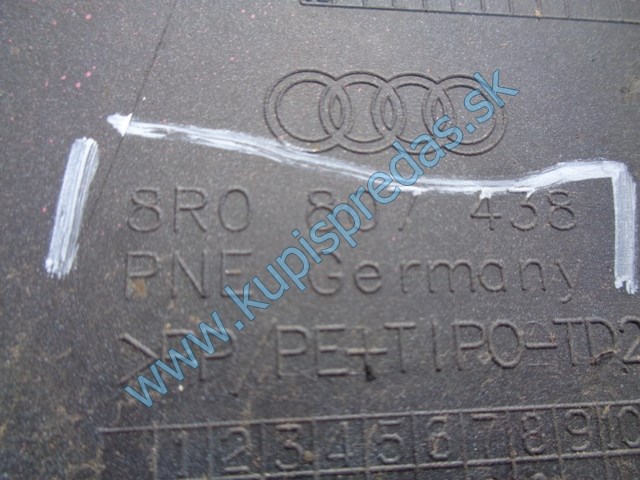 8R0 807 438
PNE Germany
>PP PE+TIPO-TD2
1 2 3 4 5 6 7 8 9 10
www.kupispredas.sk